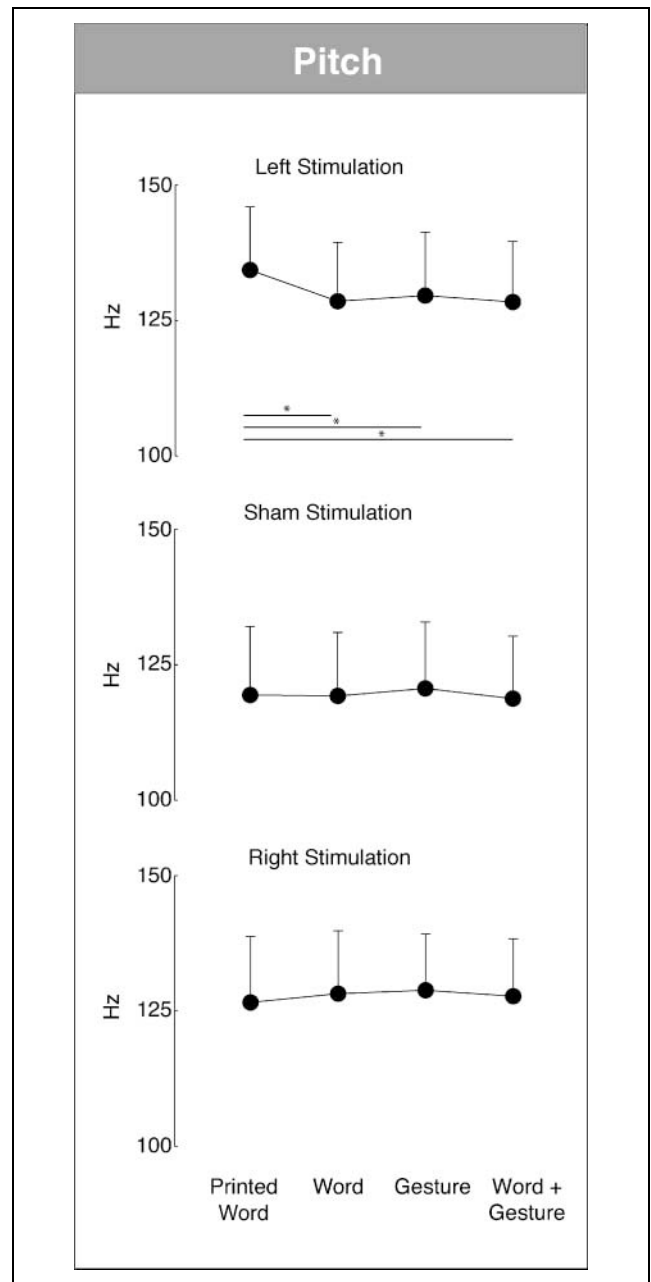 Pitch
Left Stimulation
150
Hz
125
*
*
*
100
Sham Stimulation
150
Hz
125
100
Right Stimulation
150
Hz
125
100
Printed Word Gesture Word +
Word Gesture